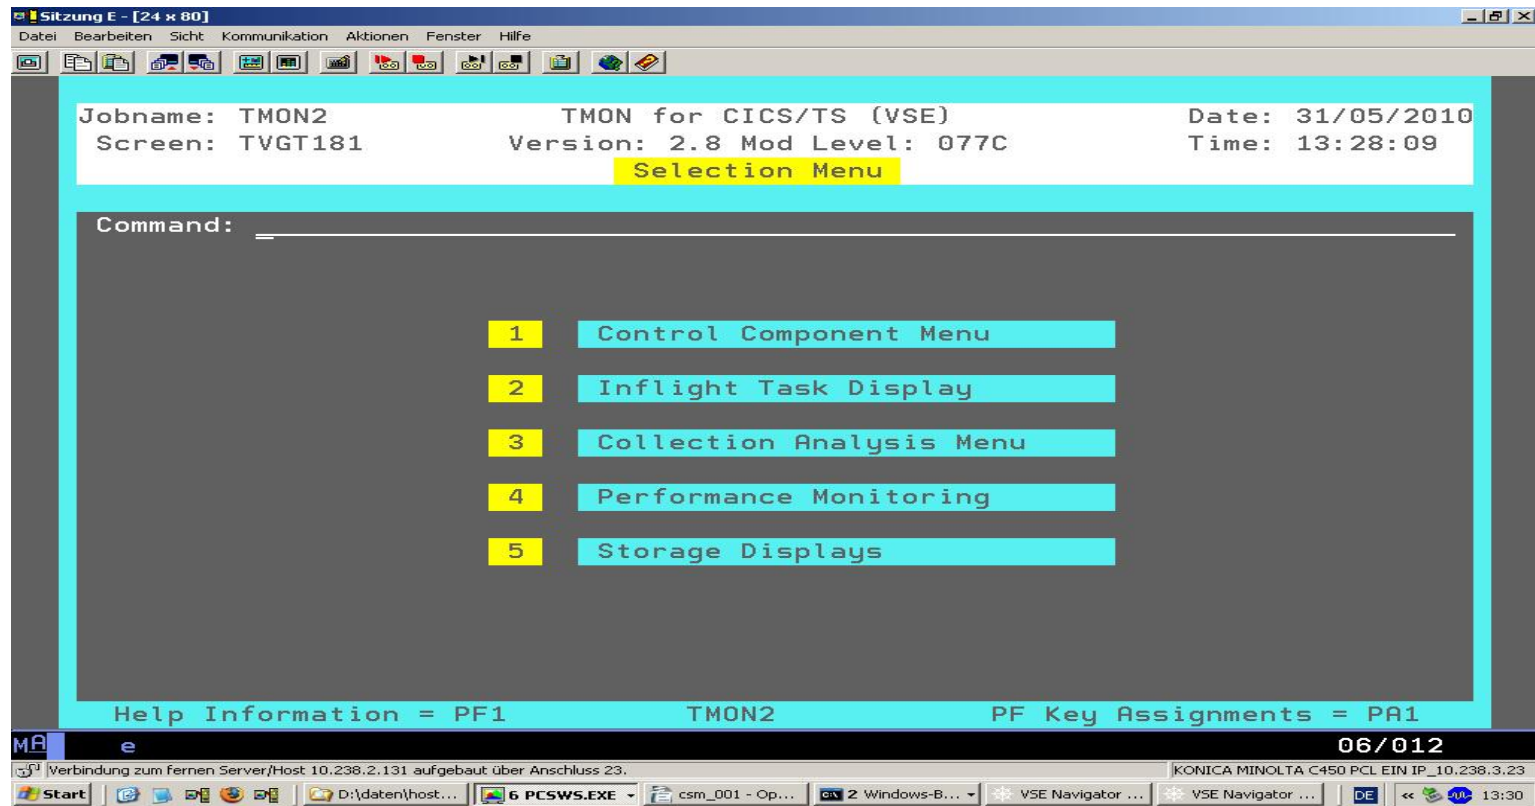 Sitzung E - [24 x 80]
Datei Bearbeiten Sicht Kommunikation Aktionen Fenster Hilfe
Jobname: TMON2 TMON for CICS/TS (VSE) Date: 31/05/2010
Screen: TVGT181 Version: 2.8 Mod Level: 077C Time: 13:28:09
Selection Menu
Command: _
1 Control Component Menu
2 Inflight Task Display
3 Collection Analysis Menu
4 Performance Monitoring
5 Storage Displays
Help Information = PF1 TMON2 PF Key Assignments = PA1
MA e 06/012
Verbindung zum fernen Server/Host 10.238.2.131 aufgebaut über Anschluss 23. KONICA MINOLTA C450 PCL EIN IP_10.238.3.23
Start D:\daten\host... 6 PCSWS.EXE csm_001 - Op... 2 Windows-B... VSE Navigator ... VSE Navigator ... DE « 13:30